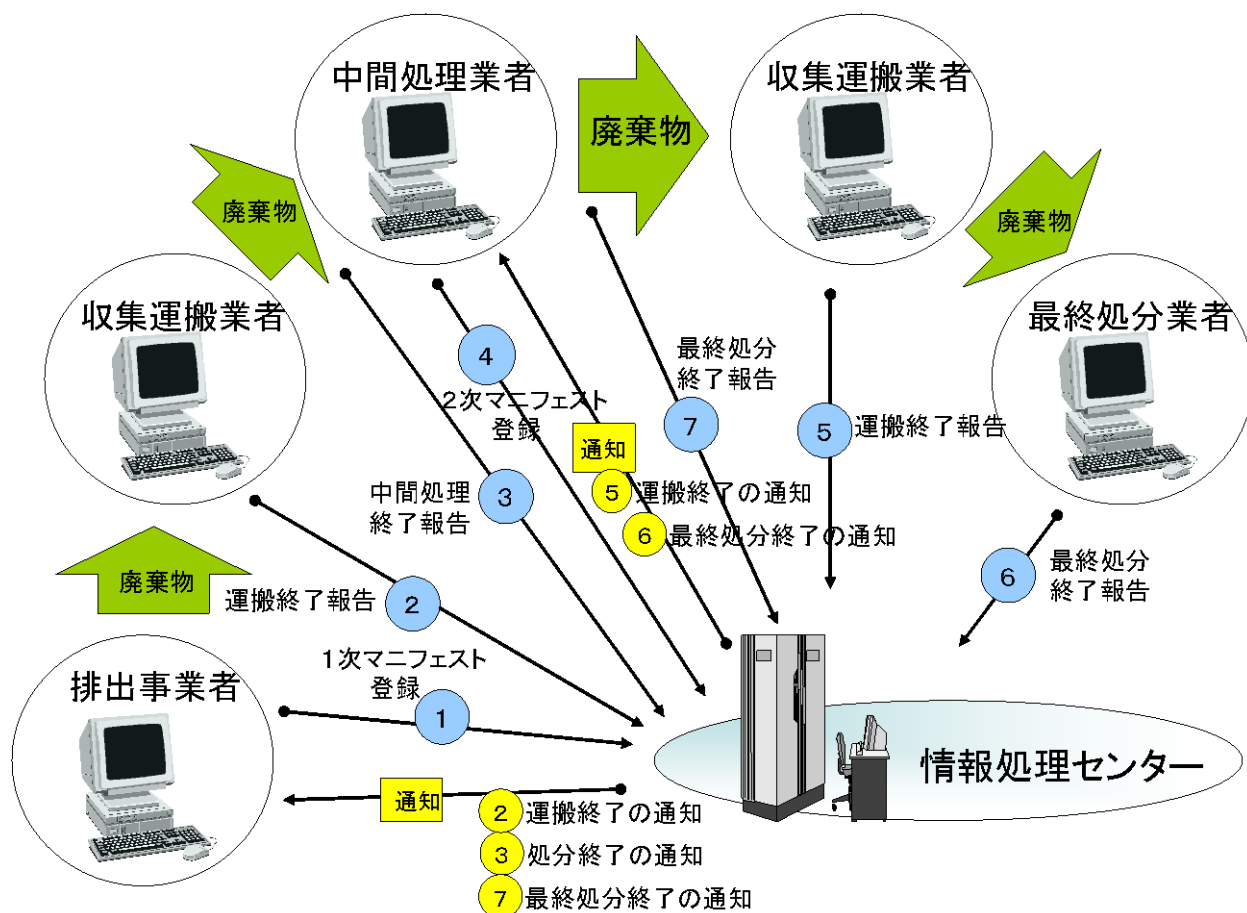 中間処理業者
収集運搬業者
廃棄物
廃棄物
廃棄物
収集運搬業者
最終処分業者
4
2次マニフェスト
登録
最終処分
終了報告
7
5
運搬終了報告
通知
5 運搬終了の通知
6 最終処分終了の通知
中間処理
終了報告
3
6
最終処分
終了報告
廃棄物
運搬終了報告
2
1次マニフェスト
登録
1
排出事業者
情報処理センター
通知
2 運搬終了の通知
3 処分終了の通知
7 最終処分終了の通知